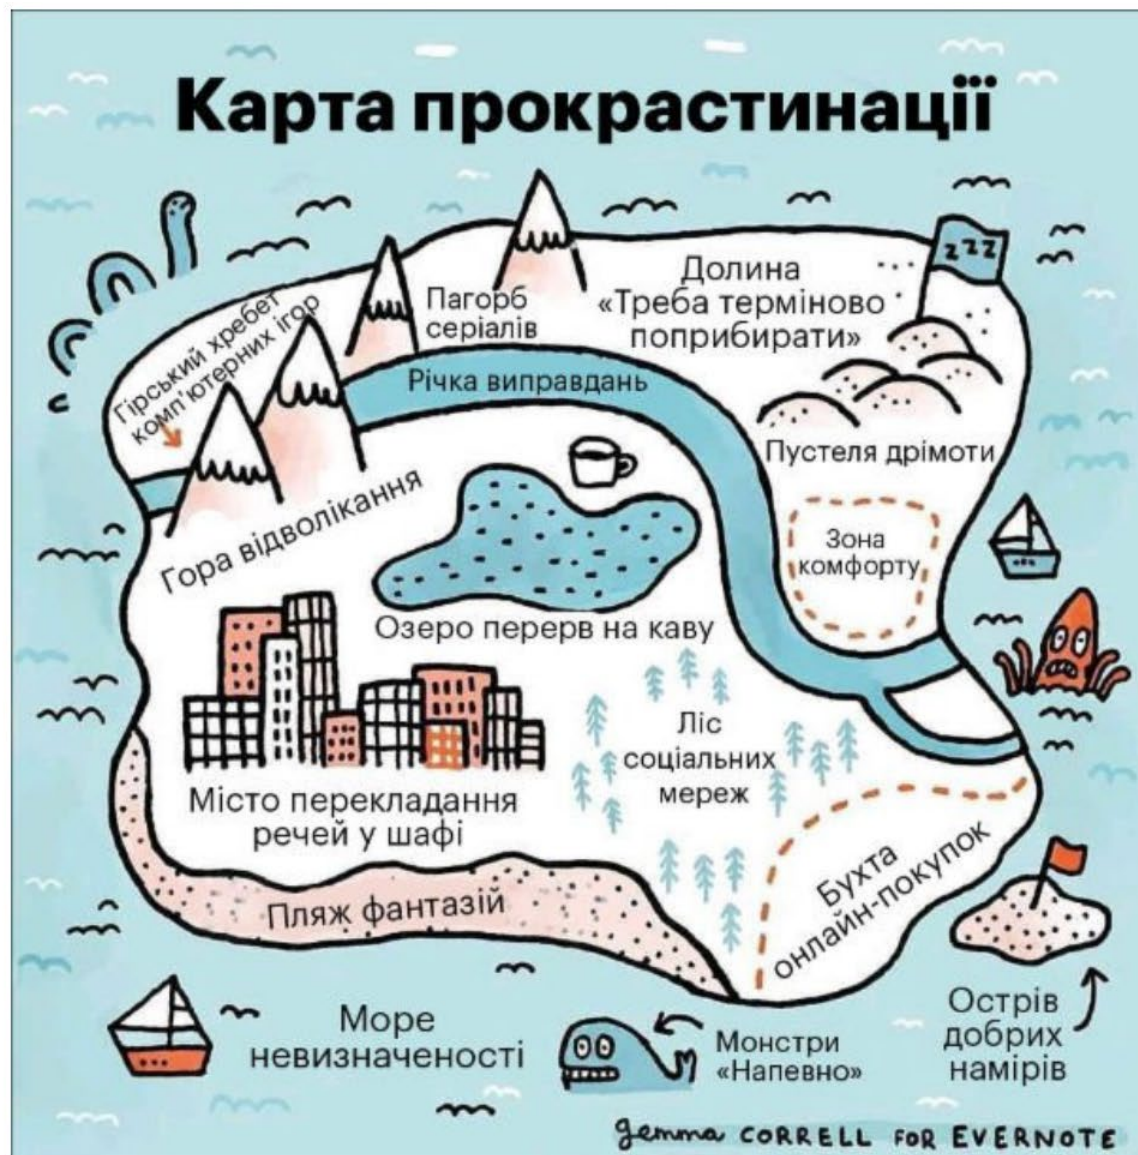 Карта прокрастинації
Гірський хребет
комп'ютерних ігор
Пагорб
серіалів
Долина
«Треба терміново
поприбирати»
zzz
Річка виправдань
Пустеля дрімоти
Гора відволікання
Зона
комфорту
Озеро перерв на каву
Ліс
соціальних
мереж
Місто перекладання
речей у шафі
Бухта
онлайн-покупок
Пляж фантазій
Море
невизначеності
Монстри
«Напевно»
Острів
добрих
намірів
gemma CORRELL FOR EVERNOTE